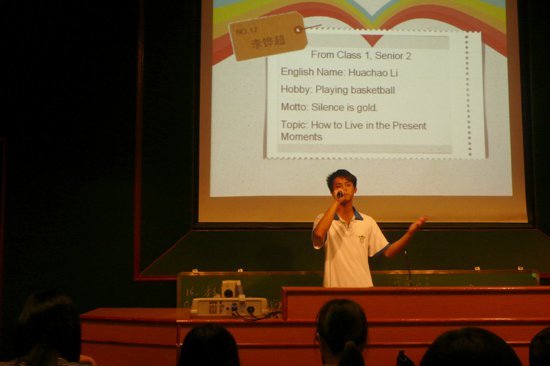 NO.17
李铧超
From Class 1, Senior 2
English Name: Huachao Li
Hobby: Playing basketball
Motto: Silence is gold.
Topic: How to Live in the Present
Moments